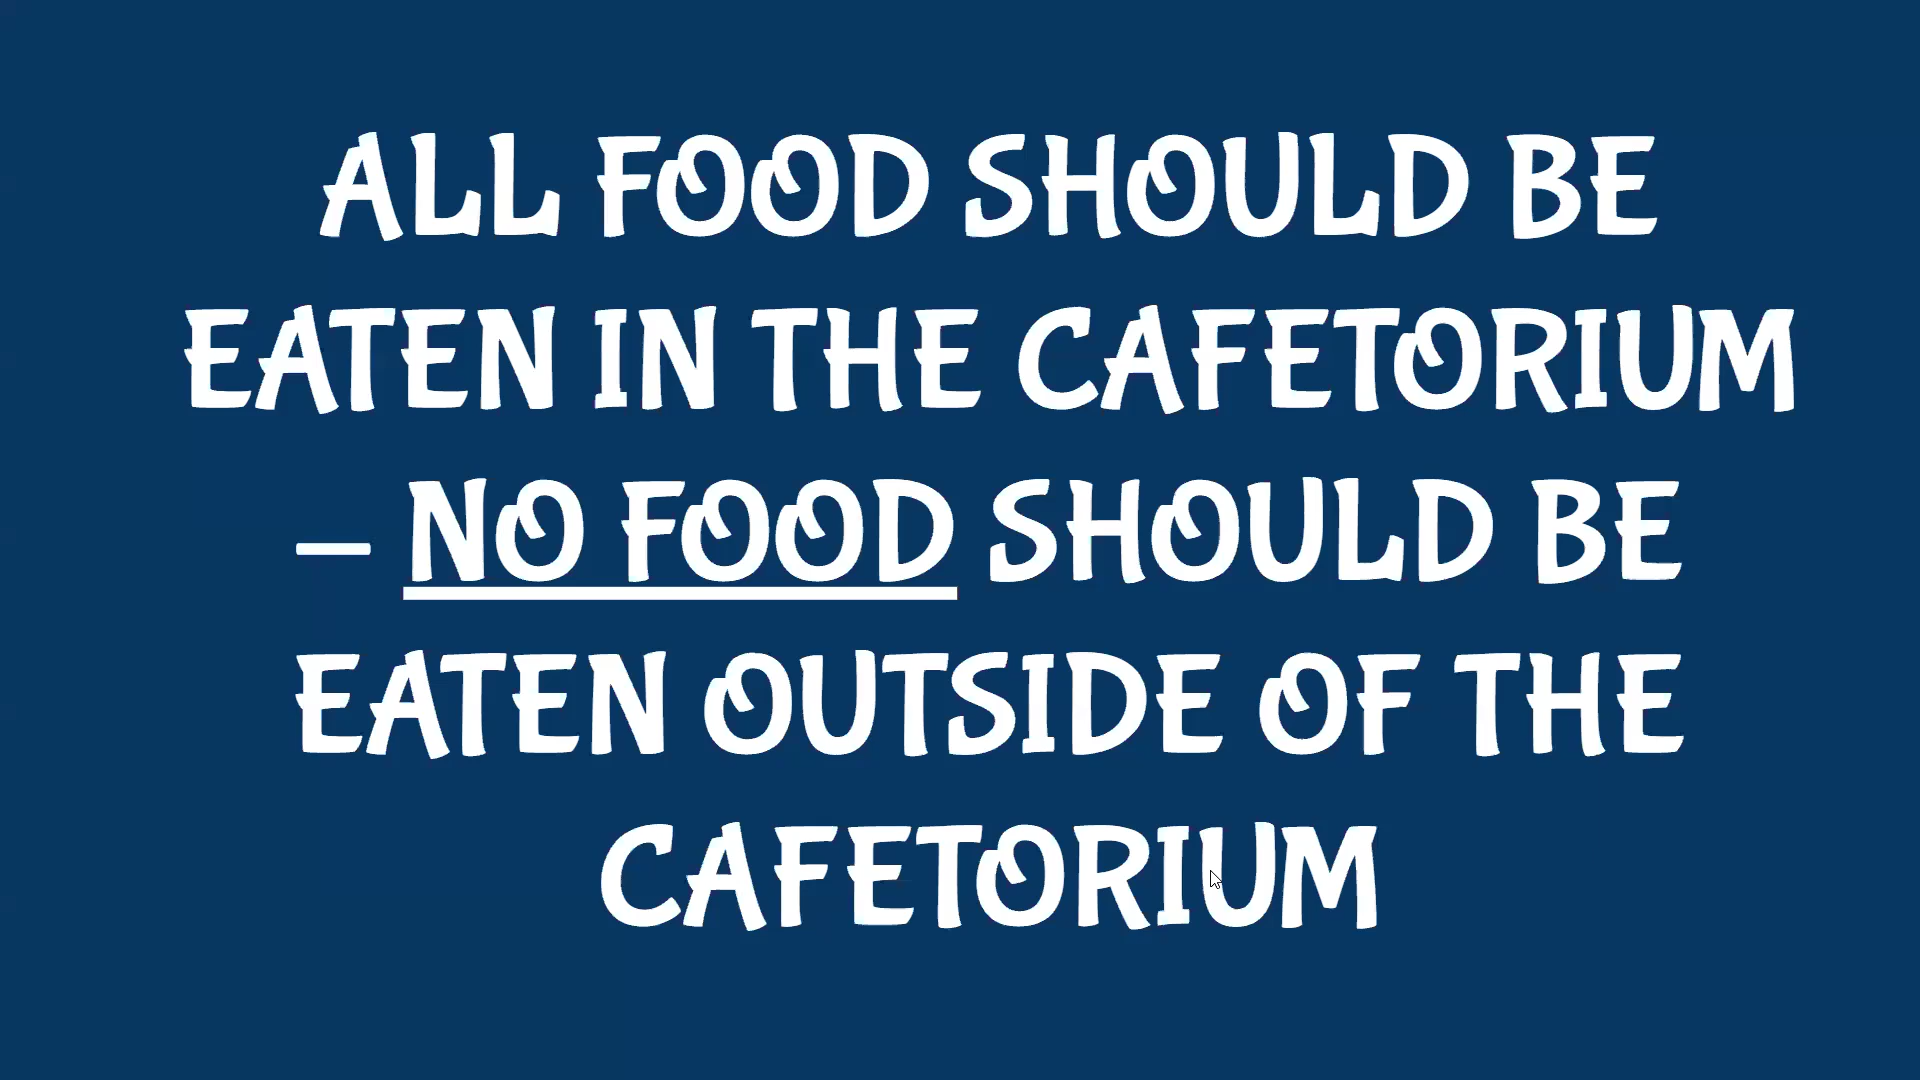 ALL FOOD SHOULD BE
EATEN IN THE CAFETORIUM
– NO FOOD SHOULD BE
EATEN OUTSIDE OF THE
CAFETORIUM